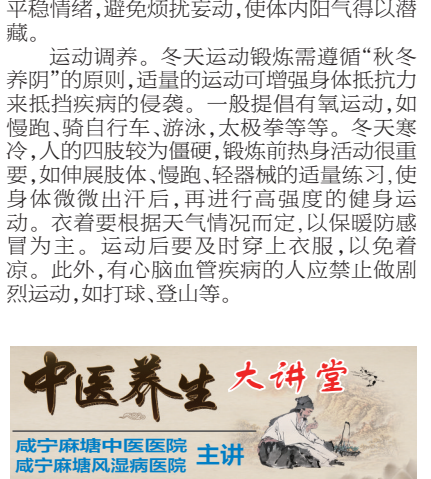 平稳情绪,避免烦扰妄动,使体内阳气得以潜
藏。
运动调养。冬天运动锻炼需遵循“秋冬
养阴”的原则,适量的运动可增强身体抵抗力
来抵挡疾病的侵袭。一般提倡有氧运动,如
慢跑、骑自行车、游泳,太极拳等等。冬天寒
冷,人的四肢较为僵硬,锻炼前热身活动很重
要,如伸展肢体、慢跑、轻器械的适量练习,使
身体微微出汗后,再进行高强度的健身运
动。衣着要根据天气情况而定,以保暖防感
冒为主。运动后要及时穿上衣服,以免着
凉。此外,有心脑血管疾病的人应禁止做剧
烈运动,如打球、登山等。
中医养生 大讲堂
咸宁麻塘中医医院
咸宁麻塘风湿病医院 主讲